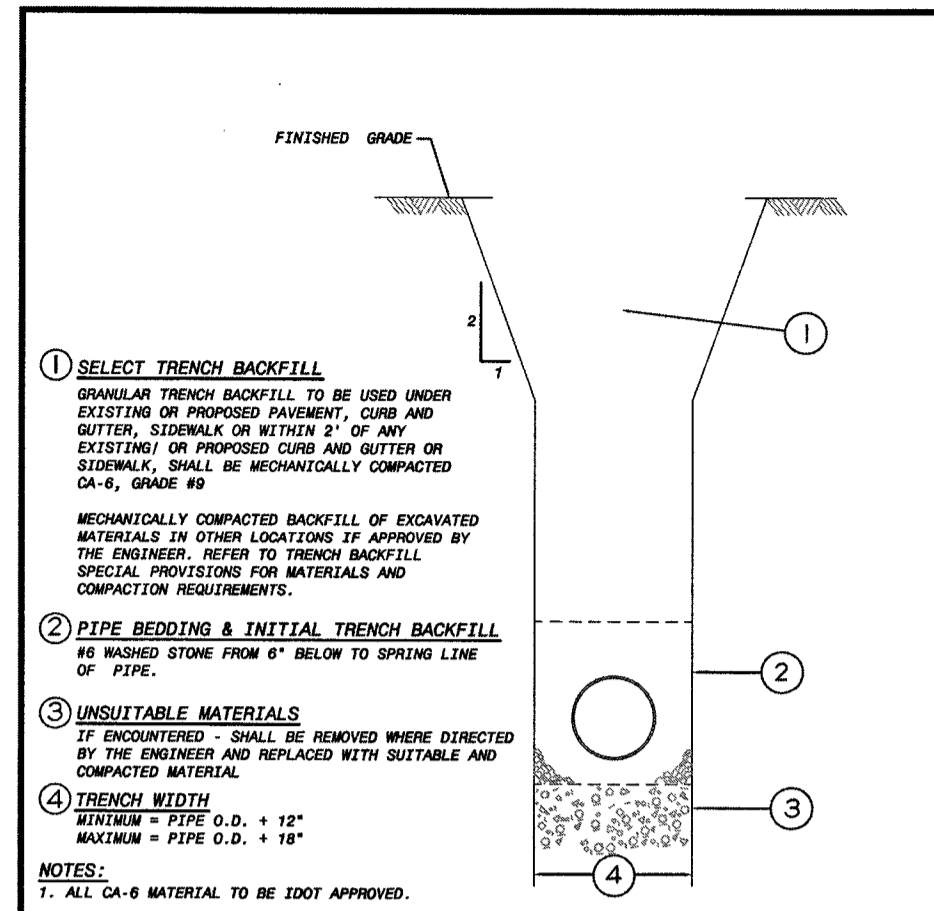 FINISHED GRADE
2
1
1
1 SELECT TRENCH BACKFILL
GRANULAR TRENCH BACKFILL TO BE USED UNDER
EXISTING OR PROPOSED PAVEMENT, CURB AND
GUTTER, SIDEWALK OR WITHIN 2' OF ANY
EXISTING/ OR PROPOSED CURB AND GUTTER OR
SIDEWALK, SHALL BE MECHANICALLY COMPACTED
CA-6, GRADE #9
MECHANICALLY COMPACTED BACKFILL OF EXCAVATED
MATERIALS IN OTHER LOCATIONS IF APPROVED BY
THE ENGINEER. REFER TO TRENCH BACKFILL
SPECIAL PROVISIONS FOR MATERIALS AND
COMPACTION REQUIREMENTS.
2 PIPE BEDDING & INITIAL TRENCH BACKFILL
#6 WASHED STONE FROM 6" BELOW TO SPRING LINE
OF PIPE.
2
3 UNSUITABLE MATERIALS
IF ENCOUNTERED - SHALL BE REMOVED WHERE DIRECTED
BY THE ENGINEER AND REPLACED WITH SUITABLE AND
COMPACTED MATERIAL
3
4 TRENCH WIDTH
MINIMUM = PIPE O.D. + 12"
MAXIMUM = PIPE O.D. + 18"
4
NOTES:
1. ALL CA-6 MATERIAL TO BE IDOT APPROVED.